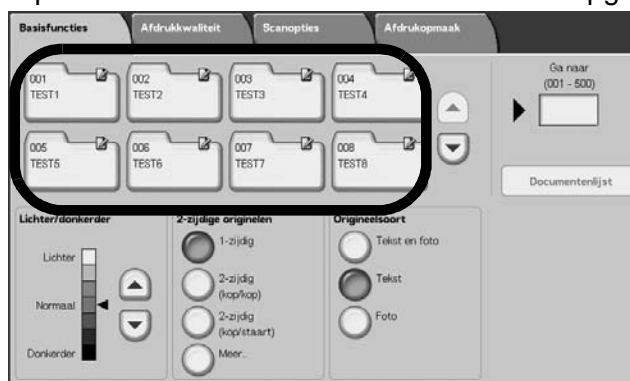 Basisfuncties
Afdrukkwaliteit
Scanopties
Afdrukopmaak
001
TEST1
002
TEST2
003
TEST3
004
TEST4
Ga naar
(001 - 500)
005
TEST5
006
TEST6
007
TEST7
008
TEST8
Documentenlijst
Lichter/donkerder
Lichter
Normaal
Donkerder
2-zijdige originelen
1-zijdig
2-zijdig
(kop/kop)
2-zijdig
(kop/staart)
Meer..
Origineelsoort
Tekst en foto
Tekst
Foto